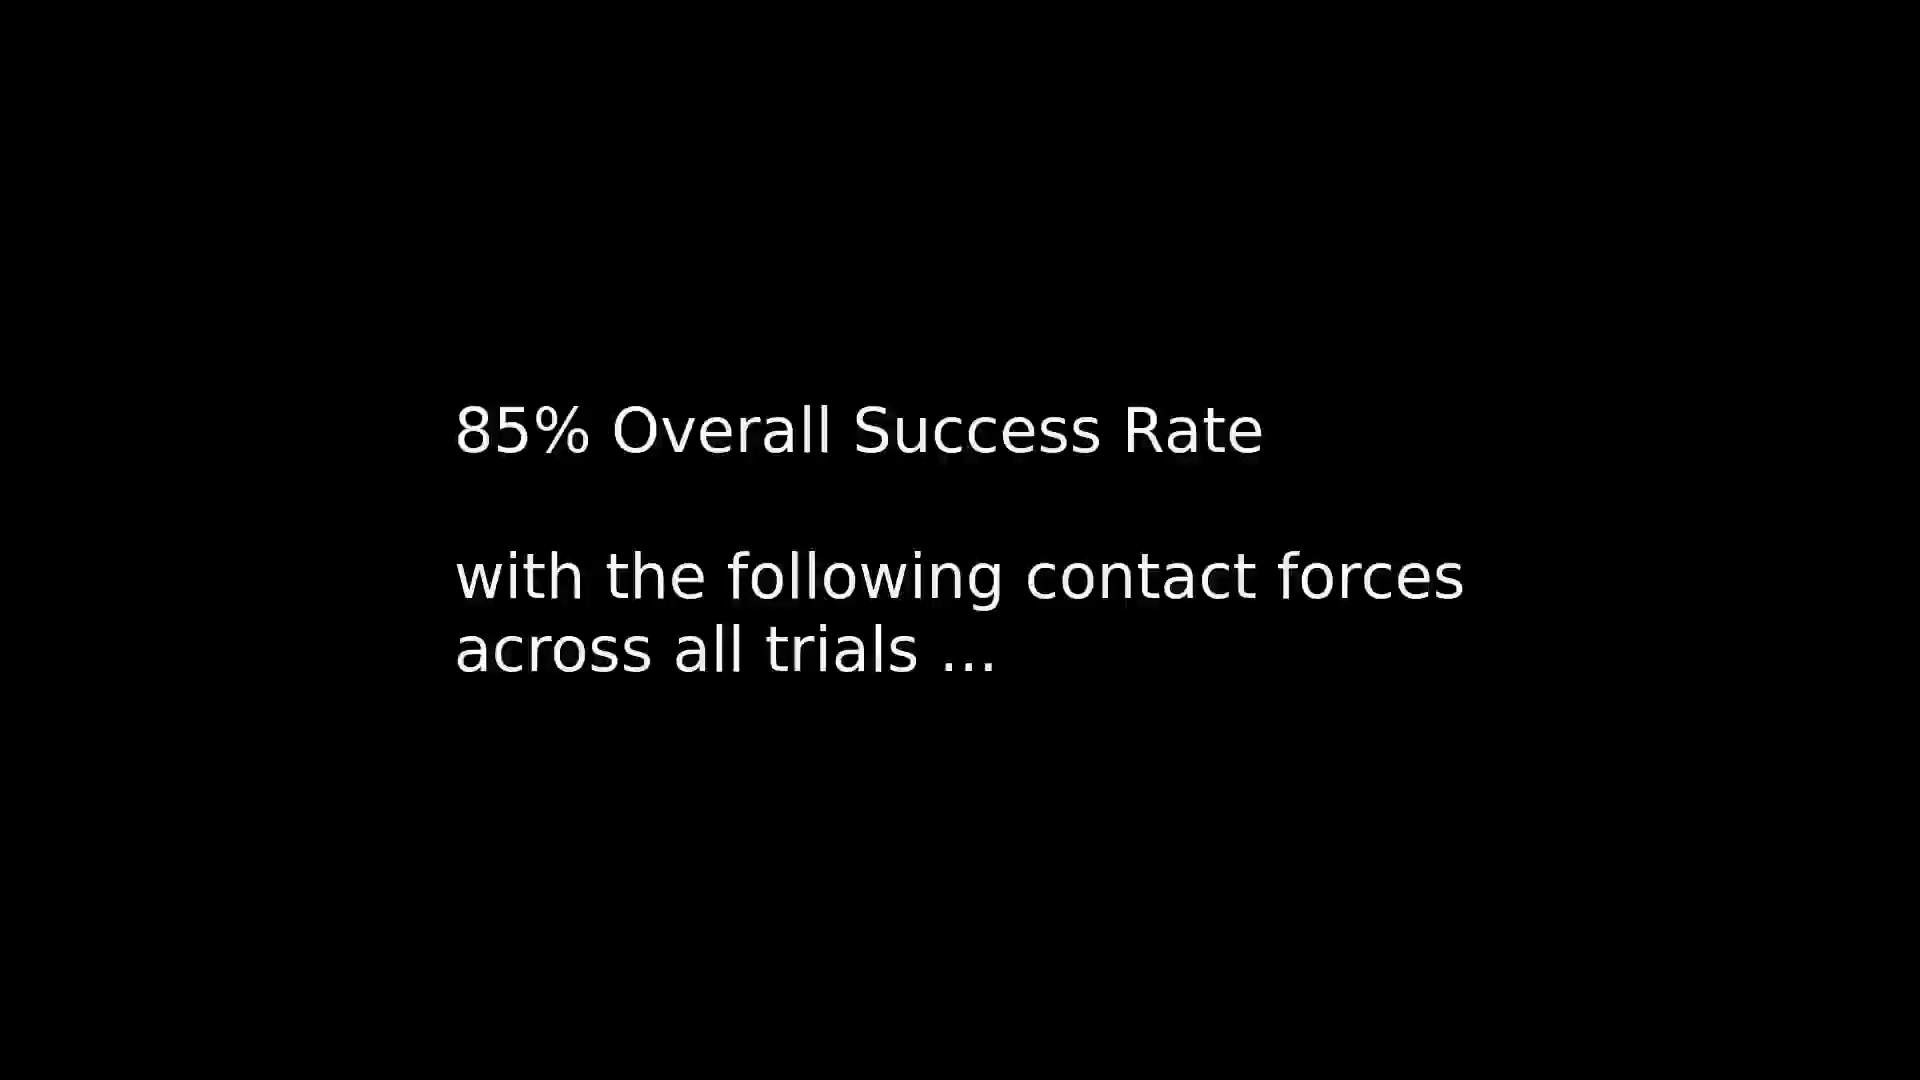 85% Overall Success Rate
with the following contact forces
across all trials ...